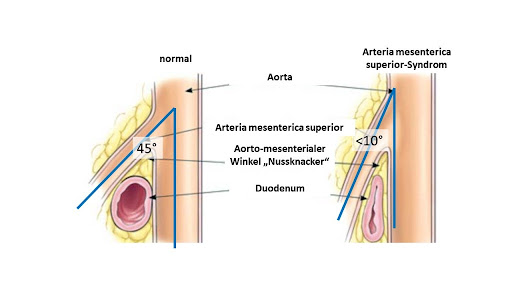 normal
Arteria mesenterica
superior-Syndrom
Aorta
Arteria mesenterica superior
45°
<10°
Aorto-mesenterialer
Winkel „Nussknacker“
Duodenum